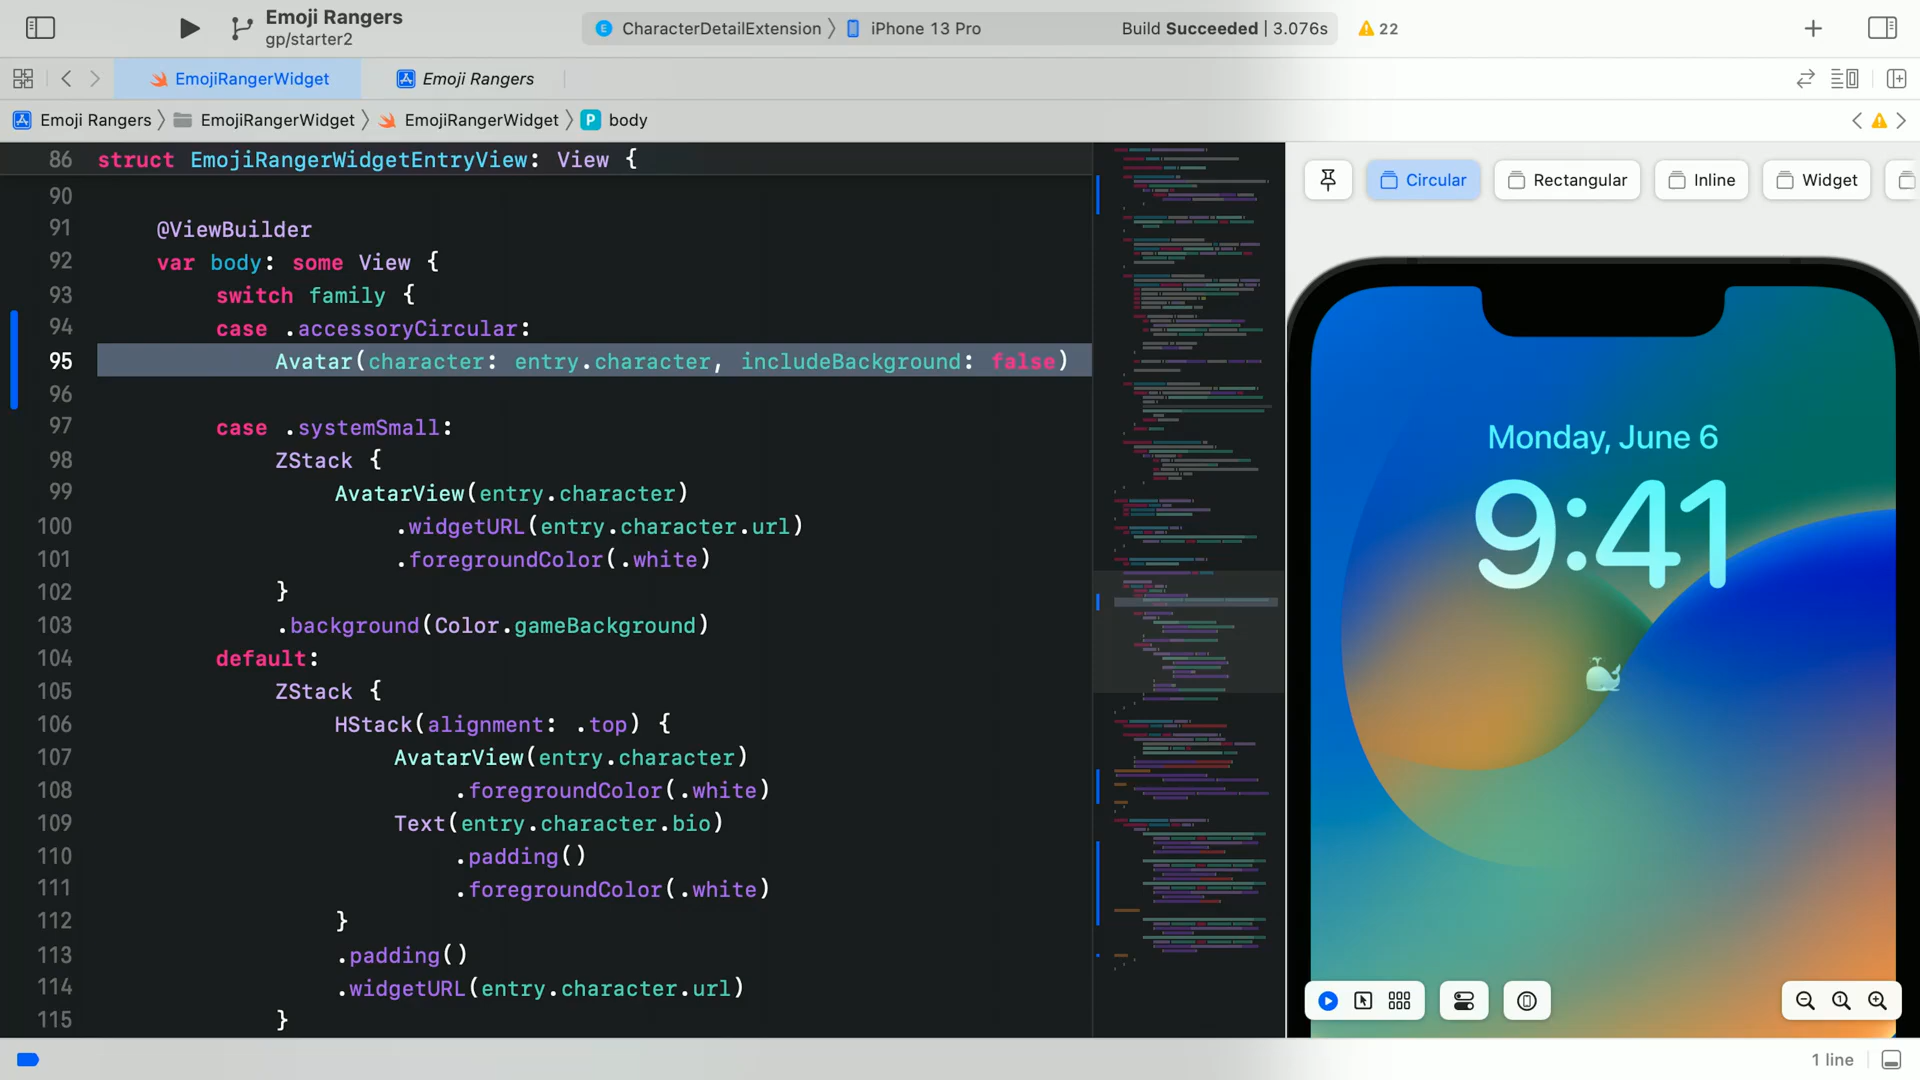 Emoji Rangers
gp/starter2
CharacterDetailExtension
iPhone 13 Pro
Build Succeeded | 3.076s
22
EmojiRangerWidget
Emoji Rangers
Emoji Rangers
EmojiRangerWidget
EmojiRangerWidget
P
body
86 struct EmojiRangerWidgetEntryView: View {
90
91 @ViewBuilder
92 var body: some View {
93 switch family {
94 case .accessoryCircular:
95 Avatar(character: entry.character, includeBackground: false)
96
97 case .systemSmall:
98 ZStack {
99 AvatarView(entry.character)
100 .widgetURL(entry.character.url)
101 .foregroundColor(.white)
102 }
103 .background(Color.gameBackground)
104 default:
105 ZStack {
106 HStack(alignment: .top) {
107 AvatarView(entry.character)
108 .foregroundColor(.white)
109 Text(entry.character.bio)
110 .padding()
111 .foregroundColor(.white)
112 }
113 .padding()
114 .widgetURL(entry.character.url)
115 }
Circular
Rectangular
Inline
Widget
Monday, June 6
9:41
1 line